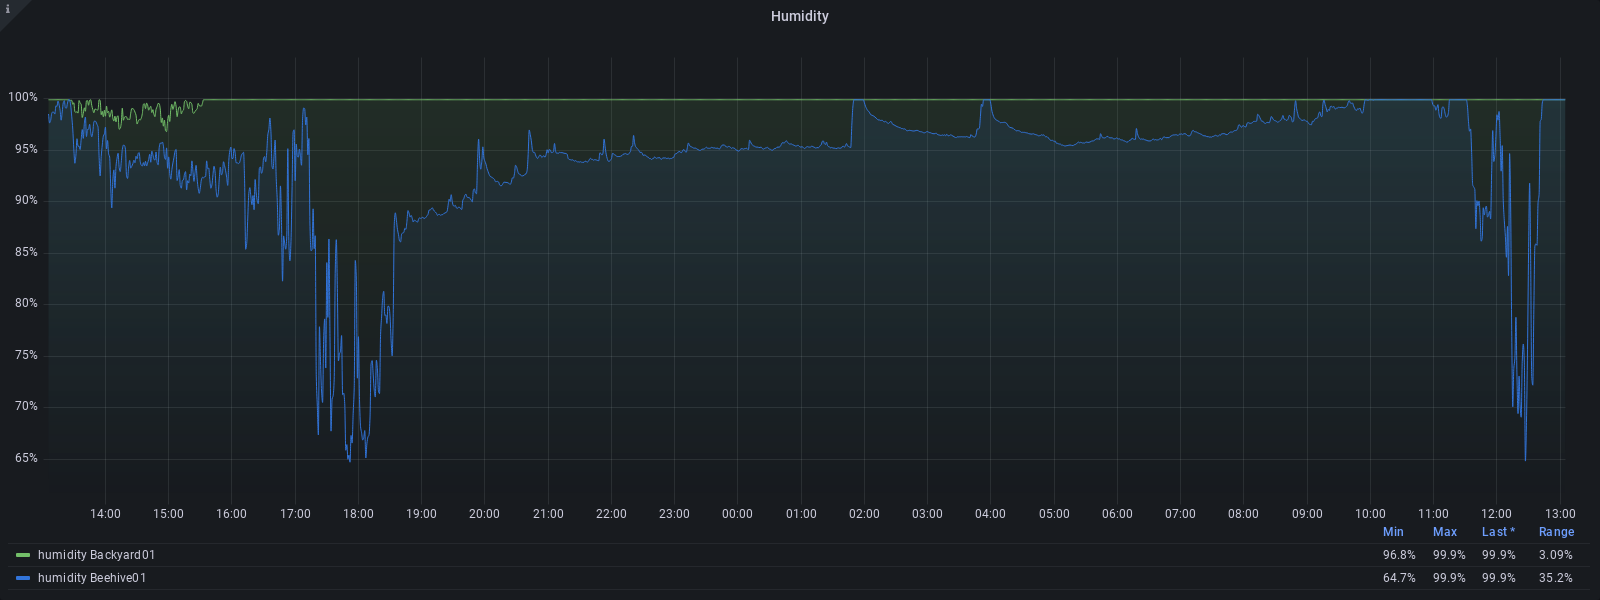 i
Humidity
100%
95%
90%
85%
80%
75%
70%
65%
14:00 15:00 16:00 17:00 18:00 19:00 20:00 21:00 22:00 23:00 00:00 01:00 02:00 03:00 04:00 05:00 06:00 07:00 08:00 09:00 10:00 11:00 12:00 13:00
Min Max Last * Range
humidity Backyard01 96.8% 99.9% 99.9% 3.09%
humidity Beehive01 64.7% 99.9% 99.9% 35.2%